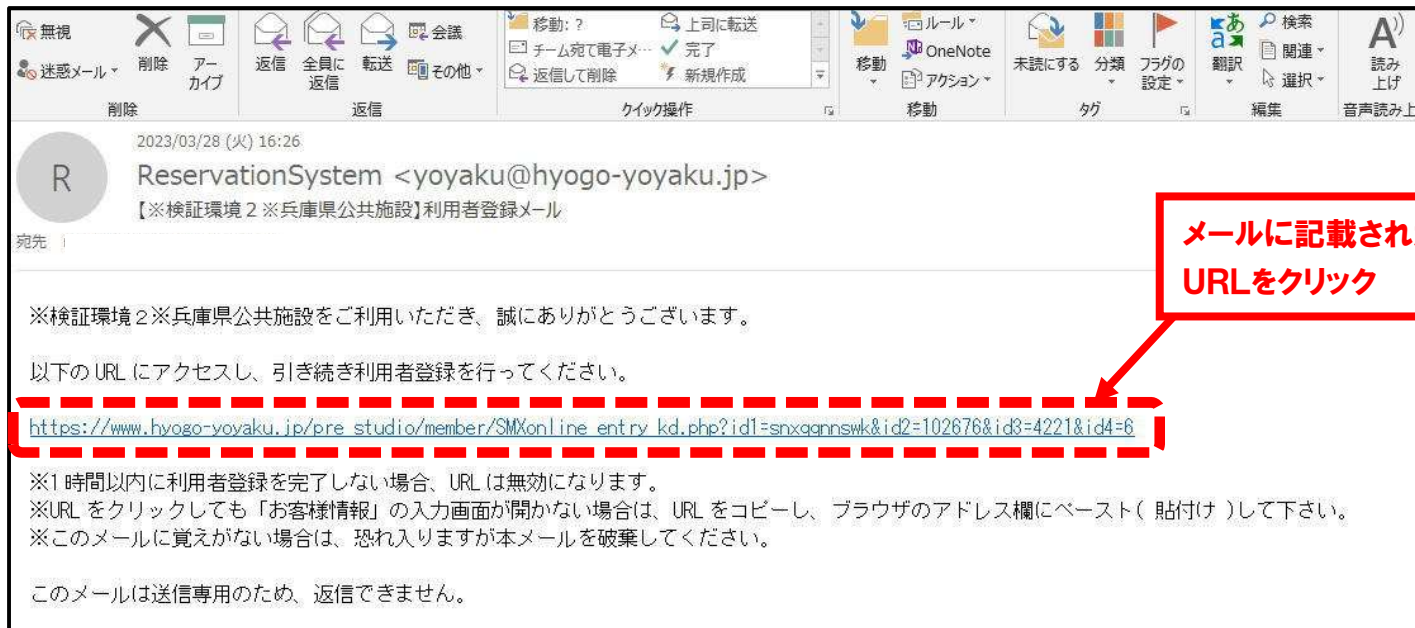 無視
迷惑メール
削除
アー
カイブ
削除
返信
全員に
返信
転送
会議
その他
返信
移動: ?
上司に転送
チーム宛て電子メ…
完了
返信して削除
新規作成
クイック操作
移動
ルール
OneNote
アクション
移動
未読にする
分類
フラグの
設定
タグ
あ
a
翻訳
検索
関連
選択
編集
A
読み
上げ
音声読み上
2023/03/28 (火) 16:26
R
ReservationSystem <yoyaku@hyogo-yoyaku.jp>
【※検証環境２※兵庫県公共施設】利用者登録メール
宛先
メールに記載され
URLをクリック
※検証環境２※兵庫県公共施設をご利用いただき、誠にありがとうございます。
以下の URL にアクセスし、引き続き利用者登録を行ってください。
https://www.hyogo-yoyaku.jp/pre_studio/member/SMXonline_entry_kd.php?id1=snxqqnnswk&id2=102676&id3=4221&id4=6
※1 時間以内に利用者登録を完了しない場合、URL は無効になります。
※URL をクリックしても「お客様情報」の入力画面が開かない場合は、URL をコピーし、ブラウザのアドレス欄にペースト( 貼付け )して下さい。
※このメールに覚えがない場合は、恐れ入りますが本メールを破棄してください。
このメールは送信専用のため、返信できません。